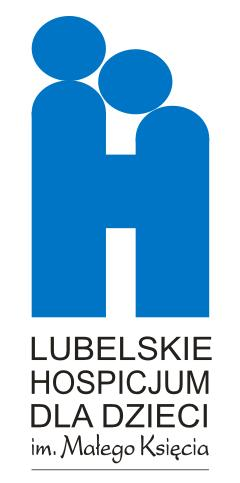 LUBELSKIE
HOSPICJUM
DLA DZIECI
im. Małego Księcia